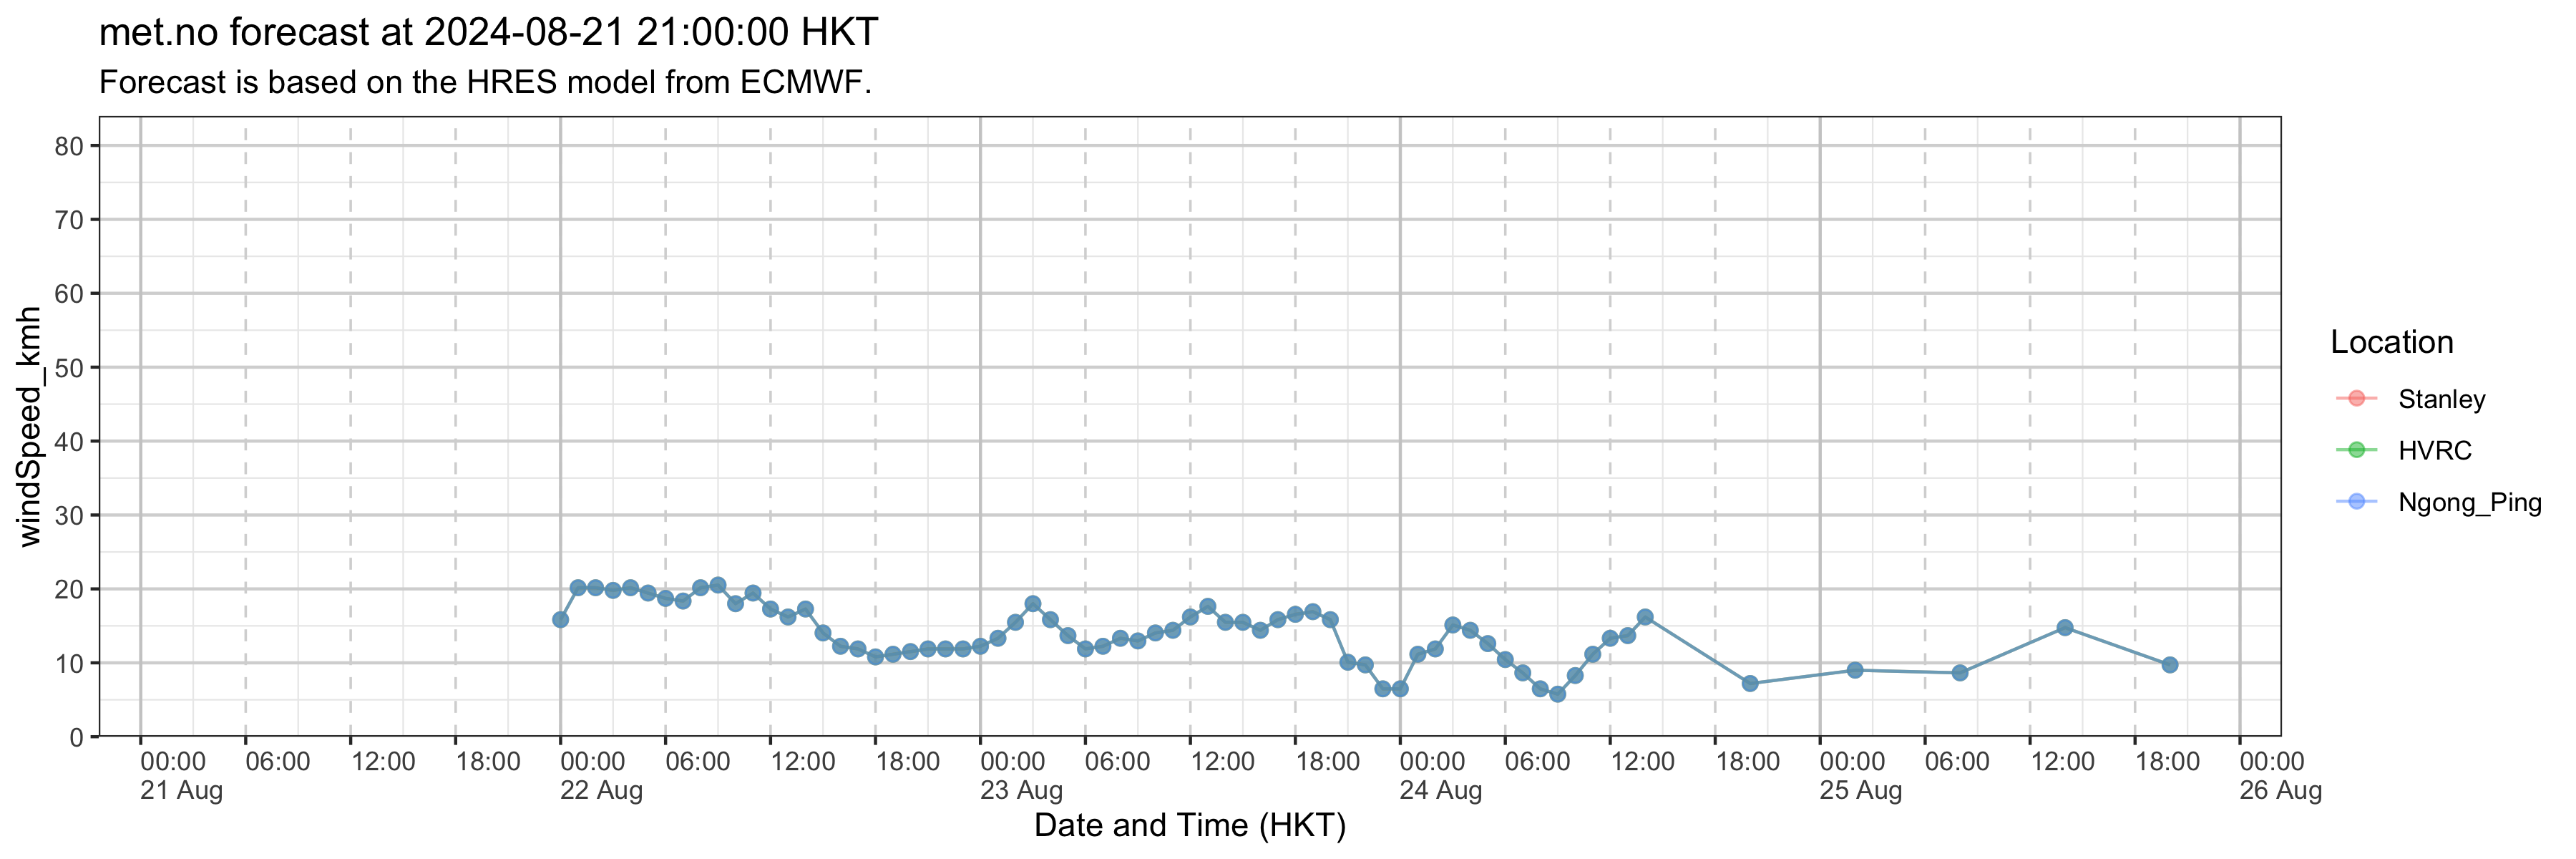 met.no forecast at 2024-08-21 21:00:00 HKT
Forecast is based on the HRES model from ECMWF.
windSpeed_kmh
80
70
60
50
40
30
20
10
0
00:00 06:00 12:00 18:00 00:00 06:00 12:00 18:00 00:00 06:00 12:00 18:00 00:00 06:00 12:00 18:00 00:00 06:00 12:00 18:00 00:00
21 Aug 22 Aug 23 Aug 24 Aug 25 Aug 26 Aug
Date and Time (HKT)
Location
Stanley
HVRC
Ngong_Ping